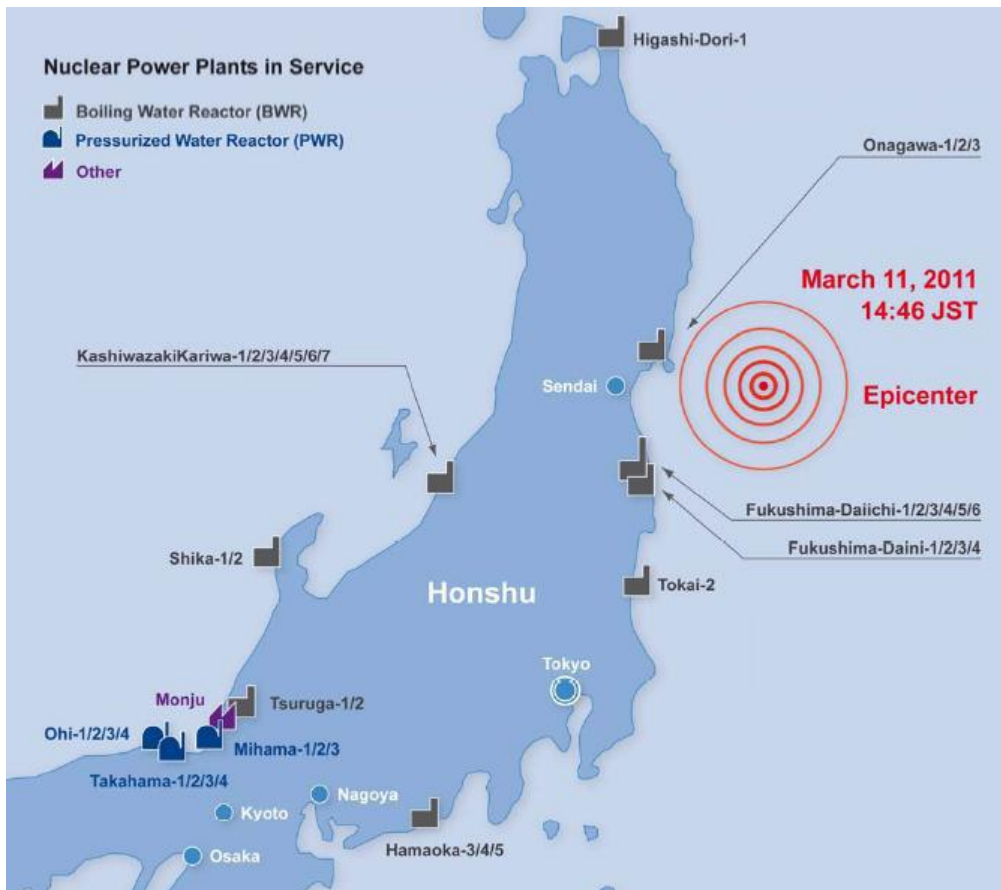 Higashi-Dori-1
Nuclear Power Plants in Service
Boiling Water Reactor (BWR)
Pressurized Water Reactor (PWR)
Other
Onagawa-1/2/3
March 11, 2011
14:46 JST
KashiwazakiKariwa-1/2/3/4/5/6/7
Sendai
Epicenter
Fukushima-Daiichi-1/2/3/4/5/6
Fukushima-Daini-1/2/3/4
Shika-1/2
Honshu
Tokai-2
Tokyo
Monju
Tsuruga-1/2
Ohi-1/2/3/4
Mihama-1/2/3
Takahama-1/2/3/4
Nagoya
Kyoto
Hamaoka-3/4/5
Osaka